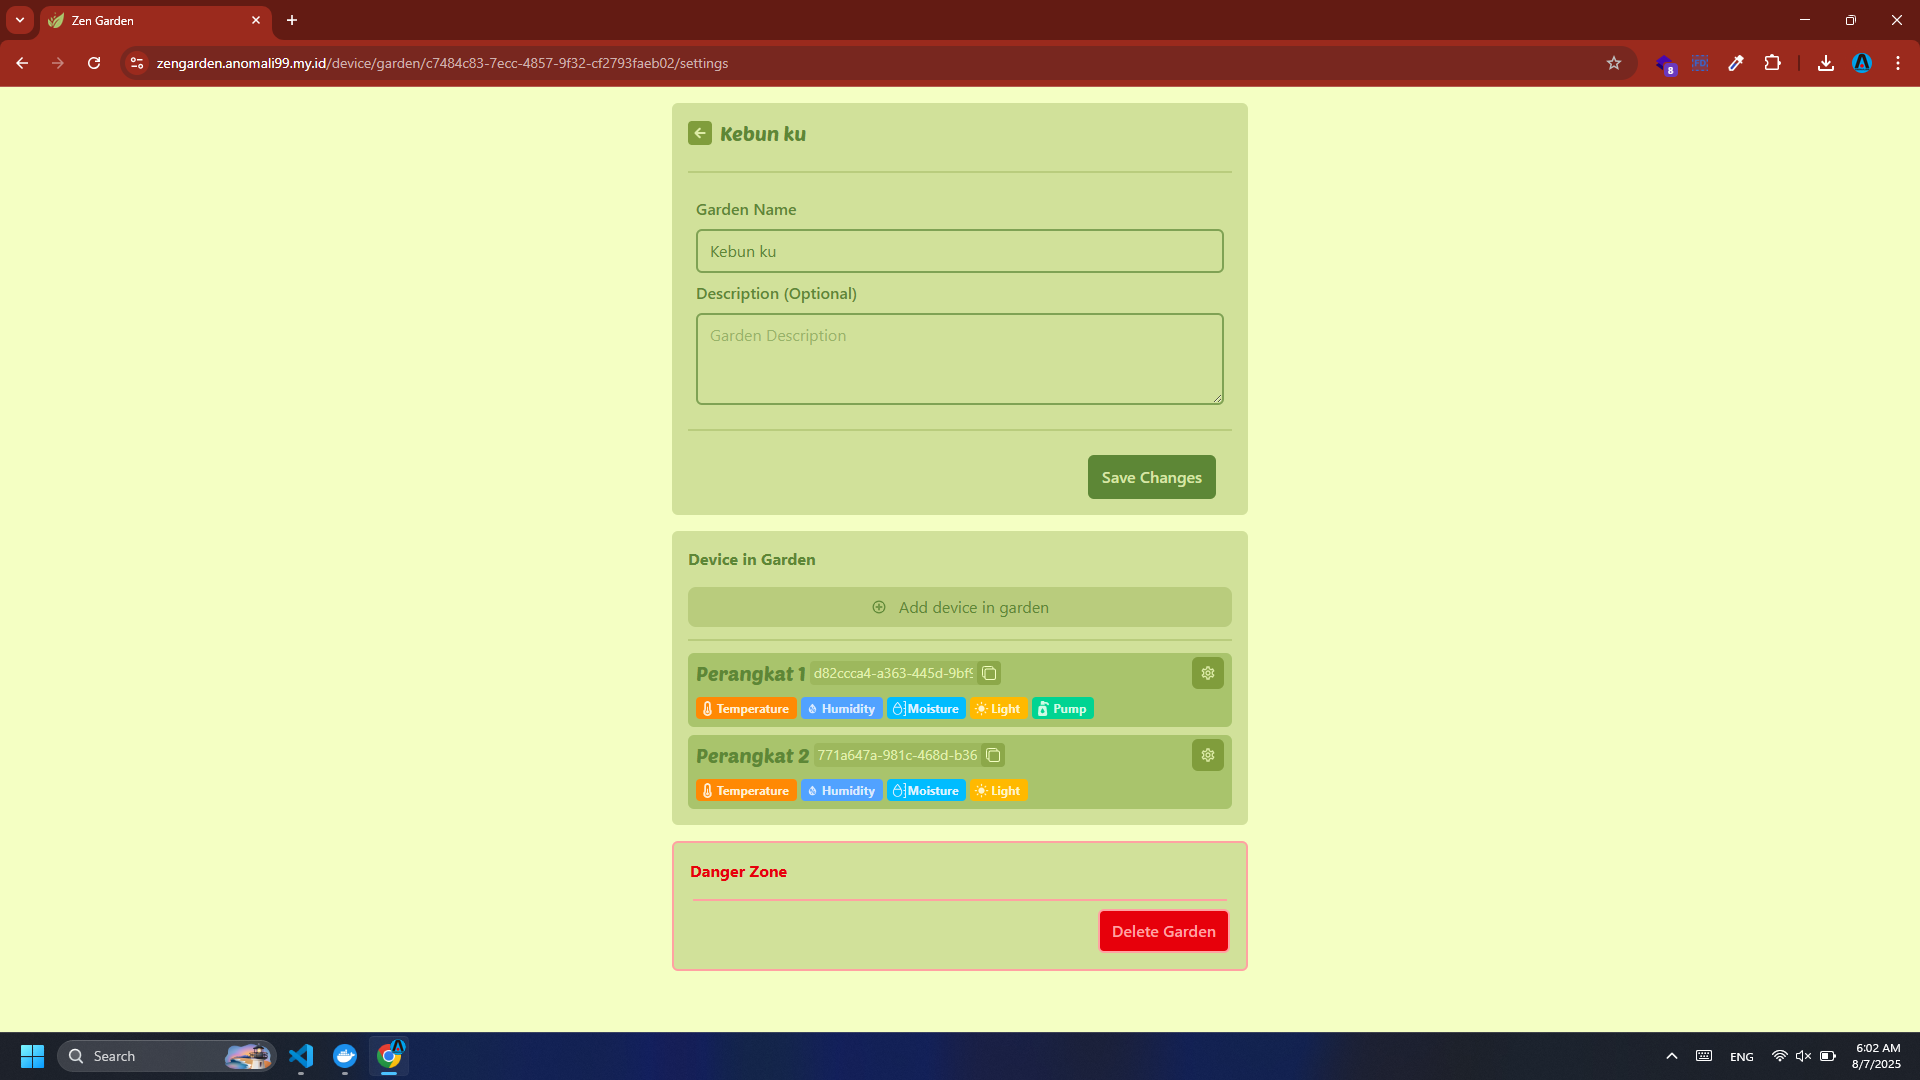 Zen Garden
zengarden.anomali99.my.id/device/garden/c7484c83-7ecc-4857-9f32-cf2793faeb02/settings
8
Kebun ku
Garden Name
Kebun ku
Description (Optional)
Garden Description
Save Changes
Device in Garden
Add device in garden
Perangkat 1 d82ccca4-a363-445d-9bf
Temperature Humidity Moisture Light Pump
Perangkat 2 771a647a-981c-468d-b36
Temperature Humidity Moisture Light
Danger Zone
Delete Garden
Search
ENG
6:02 AM
8/7/2025